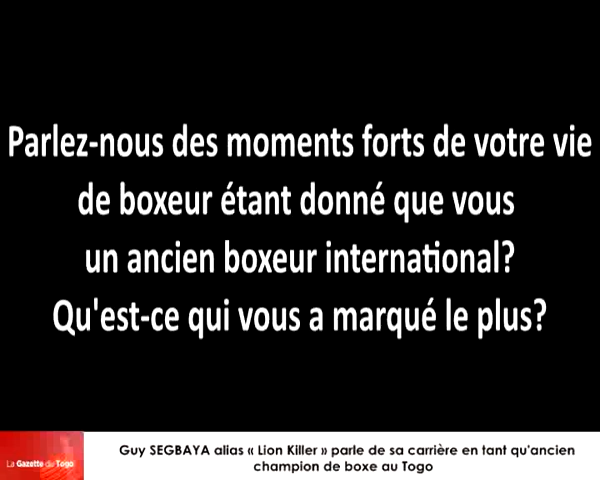 Parlez-nous des moments forts de votre vie
de boxeur étant donné que vous
un ancien boxeur international?
Qu'est-ce qui vous a marqué le plus?
La Gazette du Togo
Guy SEGBAYA alias « Lion Killer » parle de sa carrière en tant qu'ancien
champion de boxe au Togo